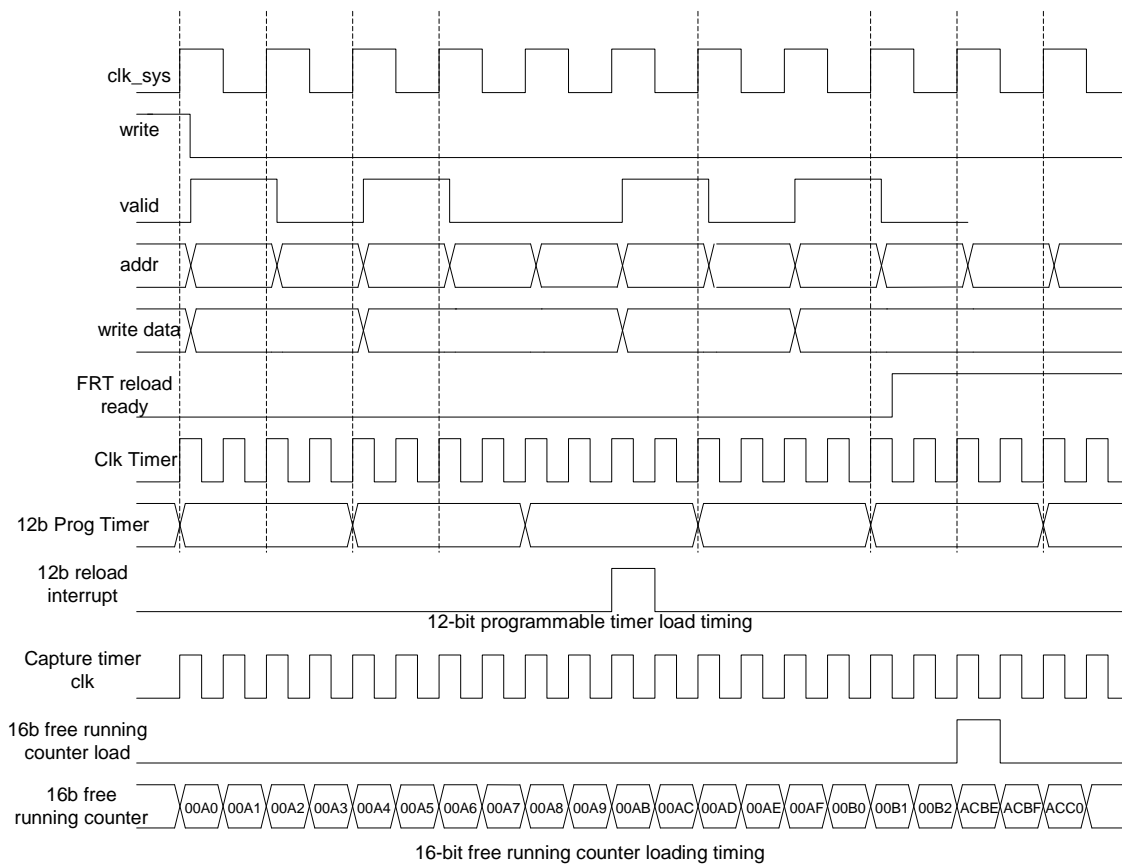 clk_sys
write
valid
addr
write data
FRT reload
ready
Clk Timer
12b Prog Timer
12b reload
interrupt
12-bit programmable timer load timing
Capture timer
clk
16b free running
counter load
16b free
running counter
00A0 00A1 00A2 00A3 00A4 00A5 00A6 00A7 00A8 00A9 00AB 00AC 00AD 00AE 00AF 00B0 00B1 00B2 ACBE ACBF ACC0
16-bit free running counter loading timing